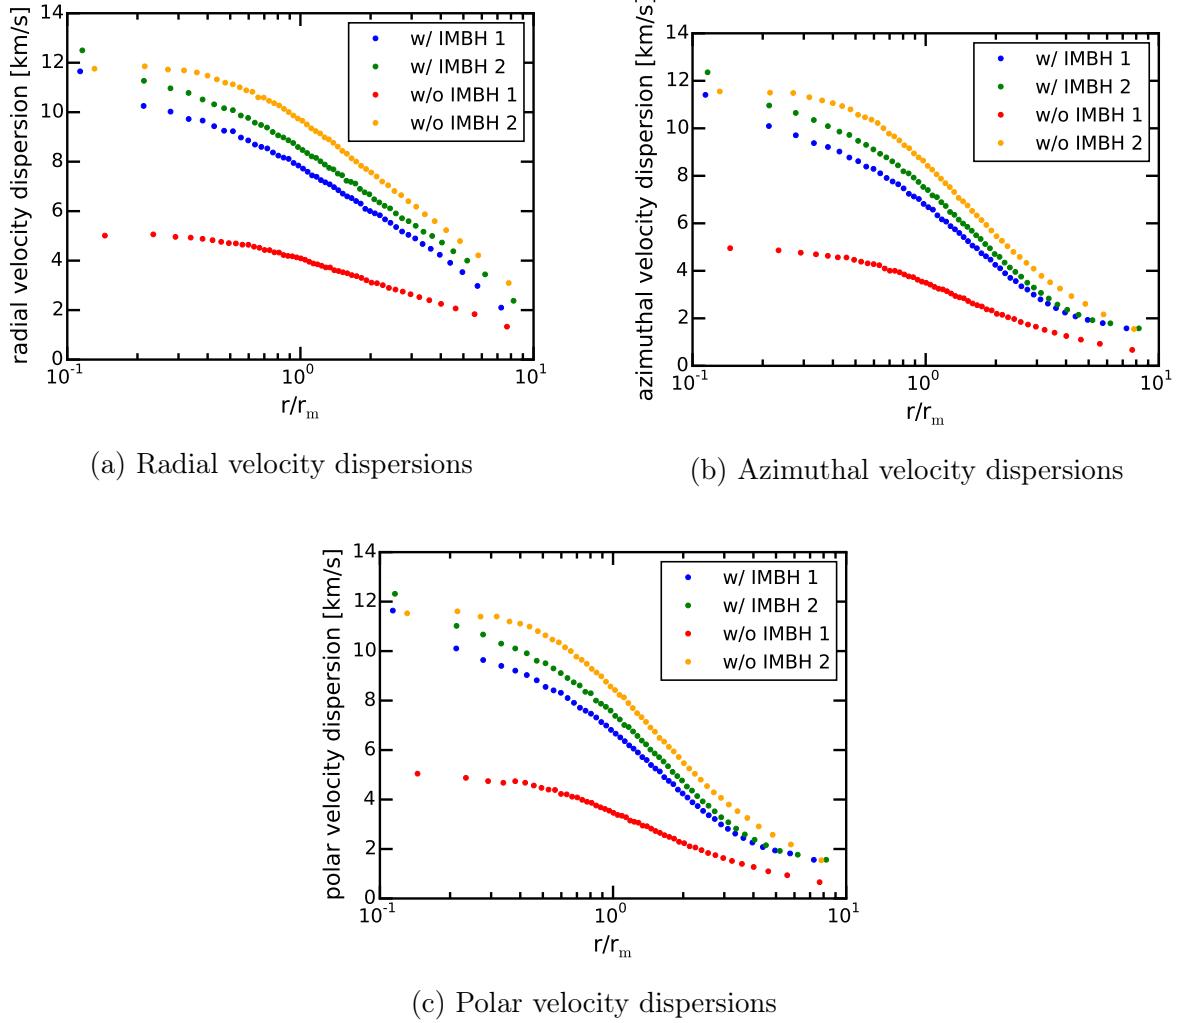 radial velocity dispersion [km/s]
14
12
10
8
6
4
2
0
10^-1
10^0
10^1
r/r_m
w/ IMBH 1
w/ IMBH 2
w/o IMBH 1
w/o IMBH 2
(a) Radial velocity dispersions
azimuthal velocity dispersion [km/s]
14
12
10
8
6
4
2
0
10^-1
10^0
10^1
r/r_m
w/ IMBH 1
w/ IMBH 2
w/o IMBH 1
w/o IMBH 2
(b) Azimuthal velocity dispersions
polar velocity dispersion [km/s]
14
12
10
8
6
4
2
0
10^-1
10^0
10^1
r/r_m
w/ IMBH 1
w/ IMBH 2
w/o IMBH 1
w/o IMBH 2
(c) Polar velocity dispersions